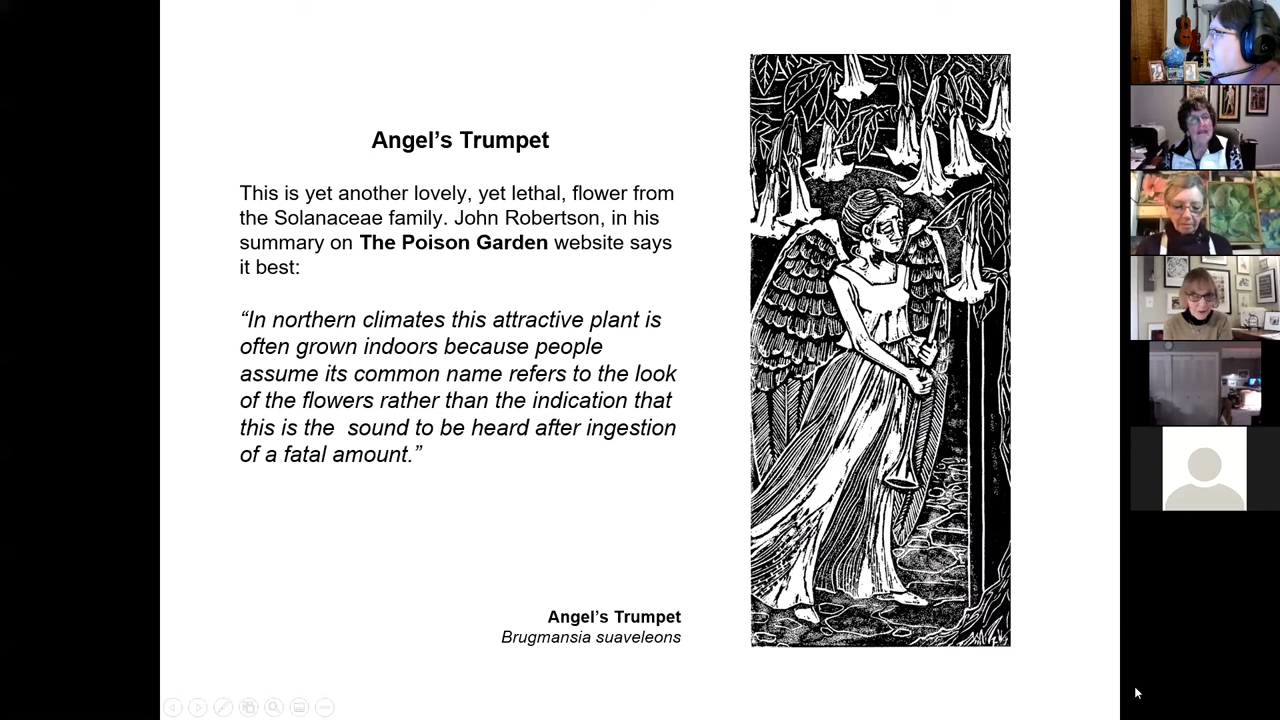 Angel’s Trumpet
This is yet another lovely, yet lethal, flower from
the Solanaceae family. John Robertson, in his
summary on The Poison Garden website says
it best:
“In northern climates this attractive plant is
often grown indoors because people
assume its common name refers to the look
of the flowers rather than the indication that
this is the  sound to be heard after ingestion
of a fatal amount.”
Angel’s Trumpet
Brugmansia suaveleons